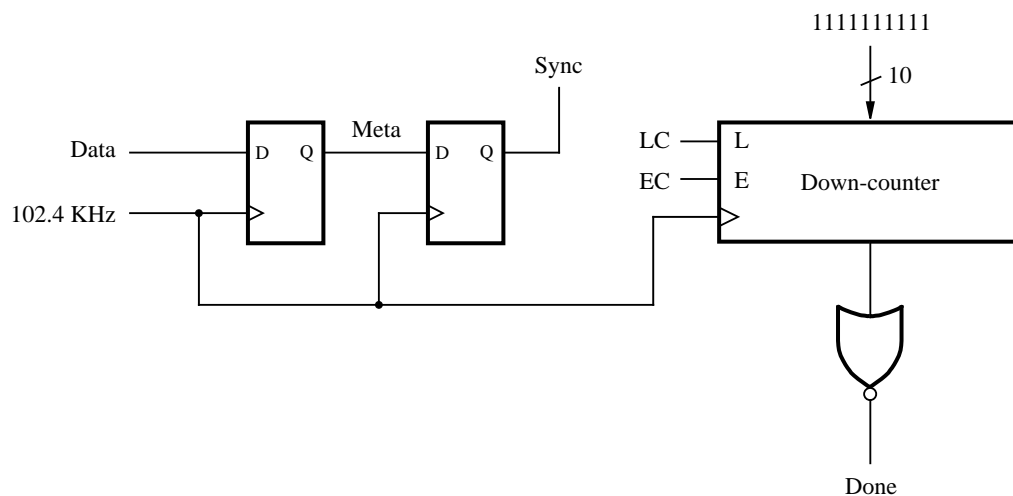 1111111111
10
Sync
Data
Meta
D Q
D Q
102.4 KHz
LC
EC
L
E
Down-counter
Done